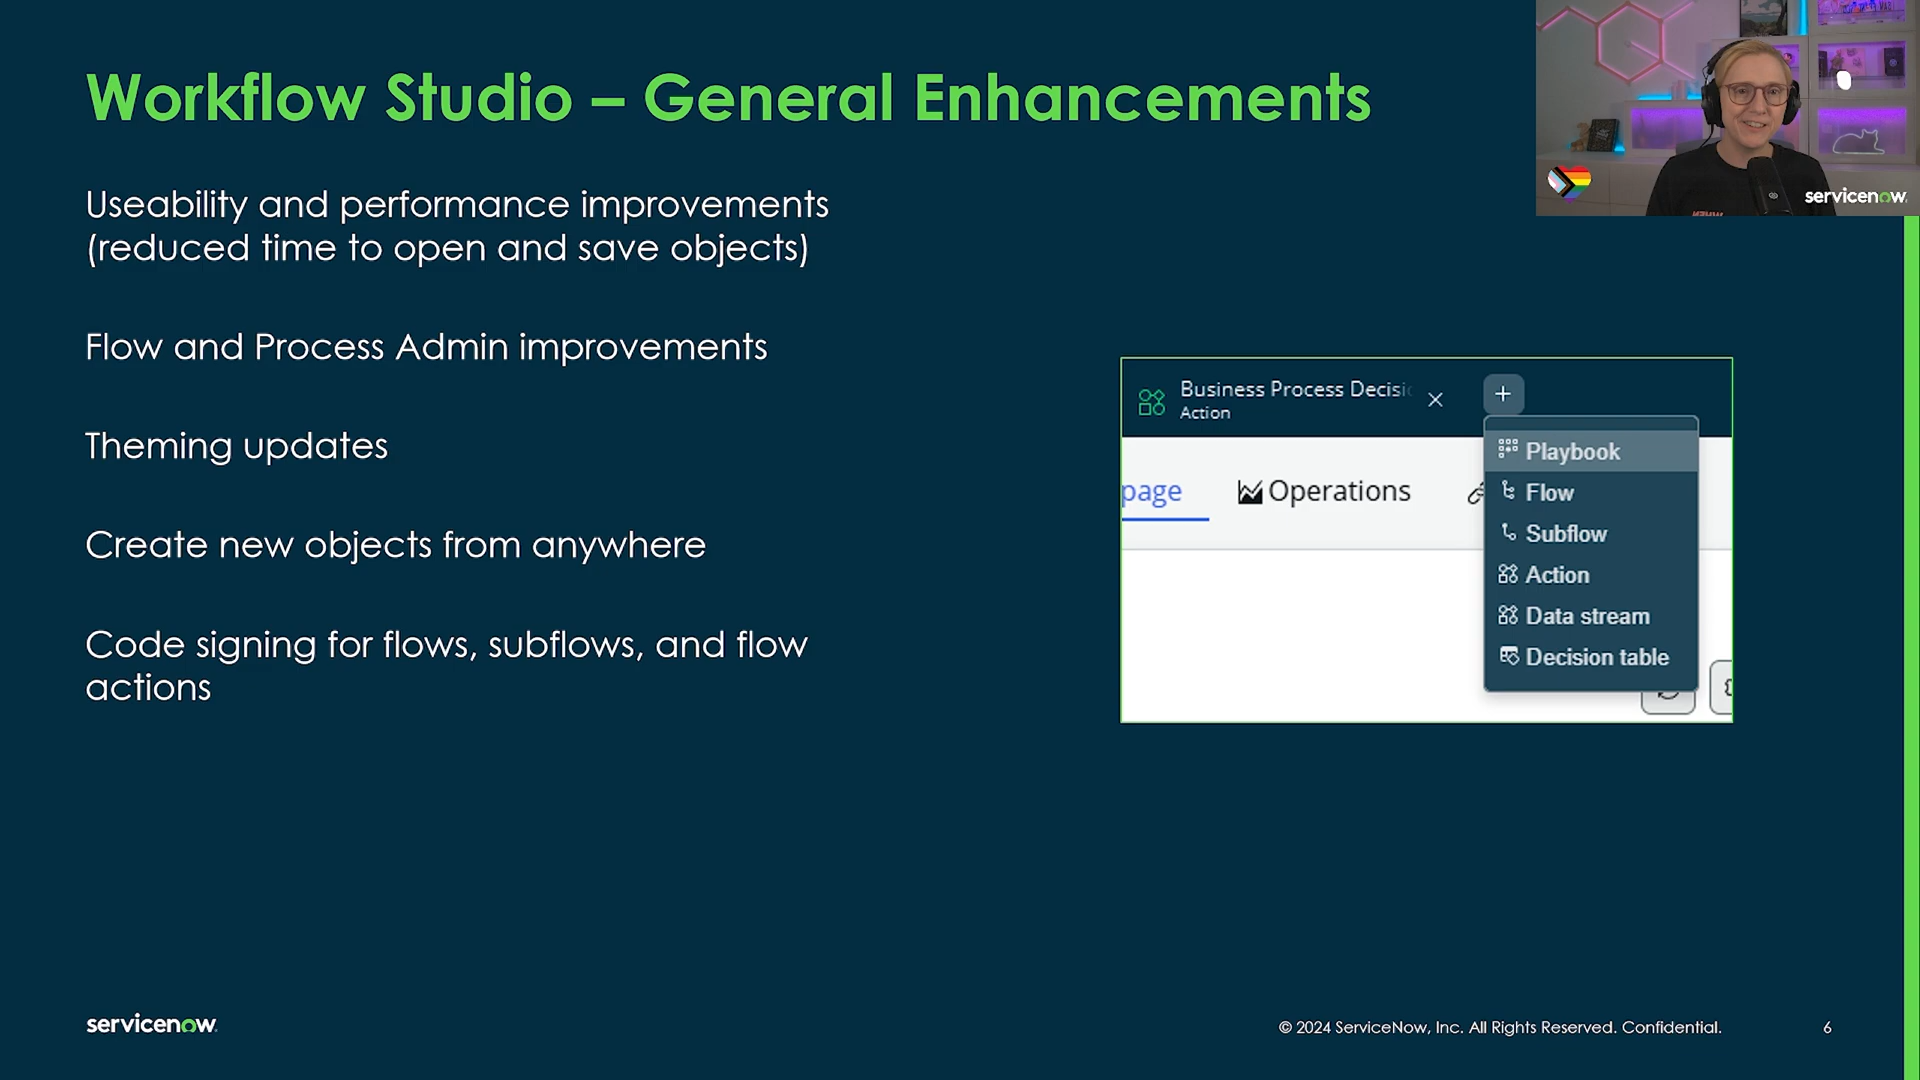 Workflow Studio – General Enhancements
Useability and performance improvements
(reduced time to open and save objects)
Flow and Process Admin improvements
Theming updates
Create new objects from anywhere
Code signing for flows, subflows, and flow
actions
Business Process Decisi
Action
page
Operations
+
Playbook
Flow
Subflow
Action
Data stream
Decision table
servicenow
servicenow
© 2024 ServiceNow, Inc. All Rights Reserved. Confidential.
6